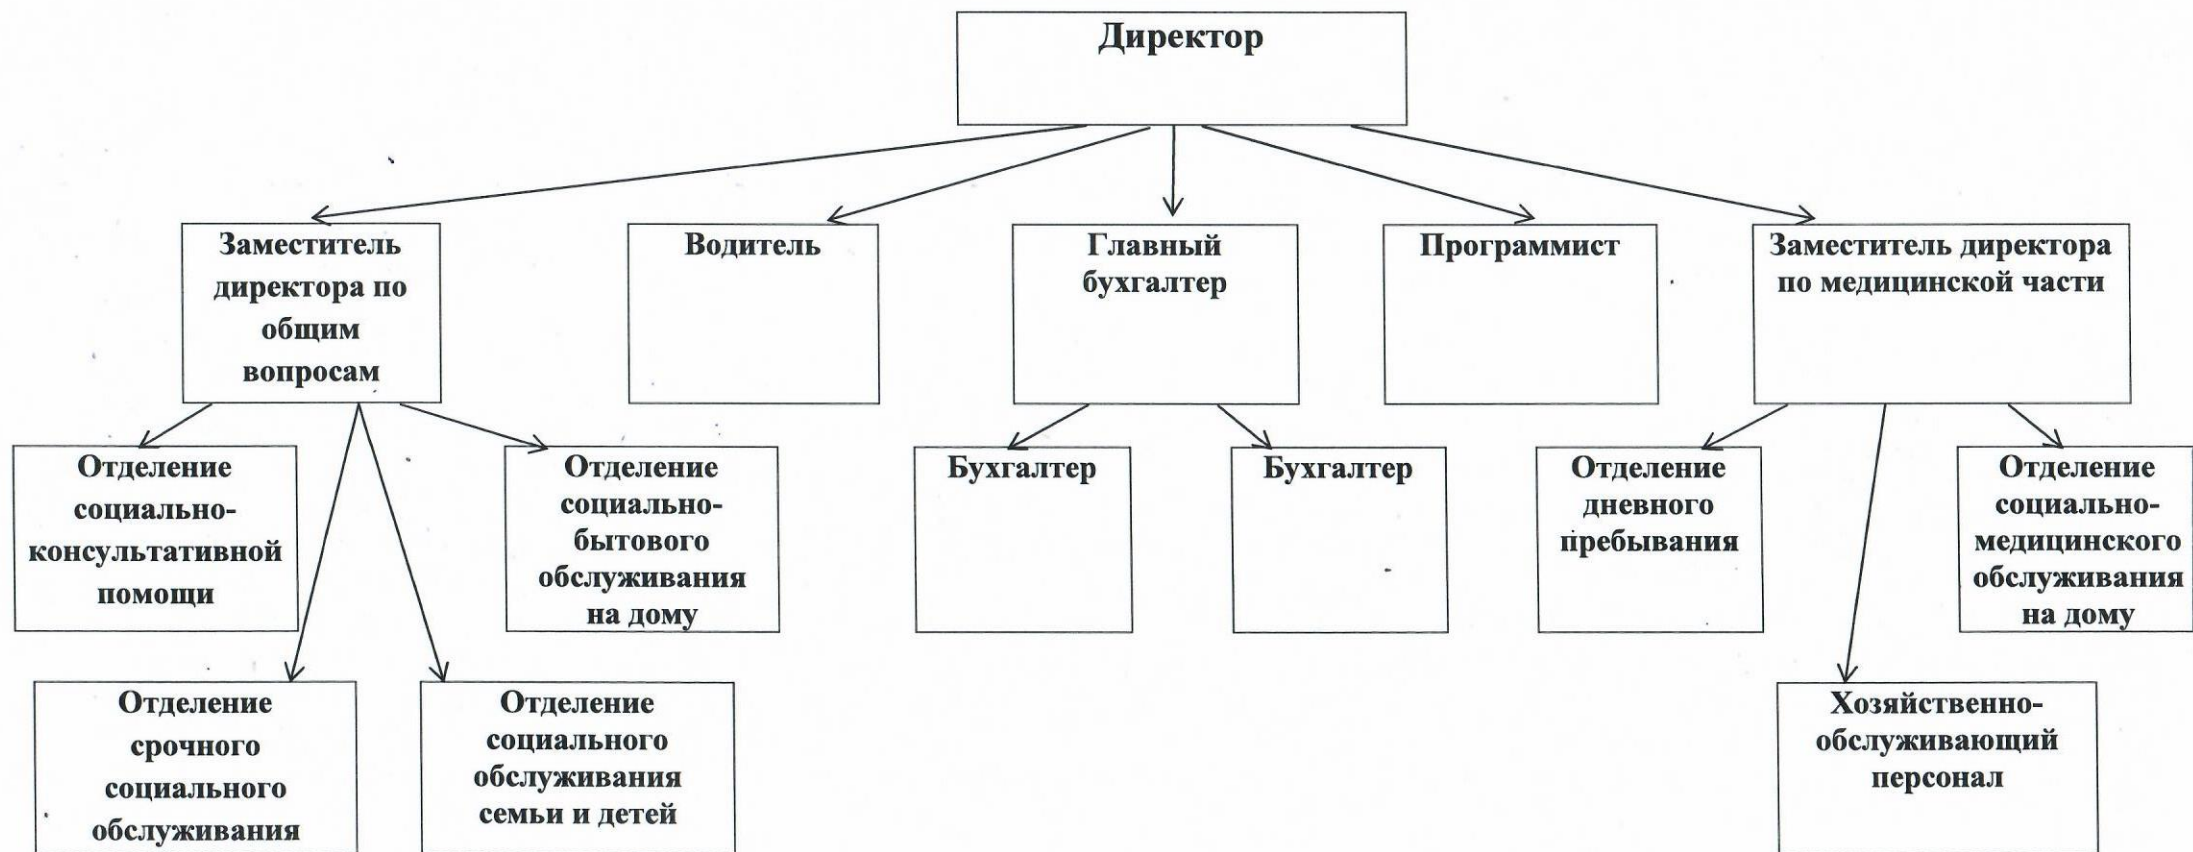 Директор
Заместитель
директора по
общим
вопросам
Водитель
Главный
бухгалтер
Программист
Заместитель директора
по медицинской части
Отделение
социально-
консультативной
помощи
Отделение
социально-
бытового
обслуживания
на дому
Бухгалтер
Бухгалтер
Отделение
дневного
пребывания
Отделение
социально-
медицинского
обслуживания
на дому
Отделение
срочного
социального
обслуживания
Отделение
социального
обслуживания
семьи и детей
Хозяйственно-
обслуживающий
персонал